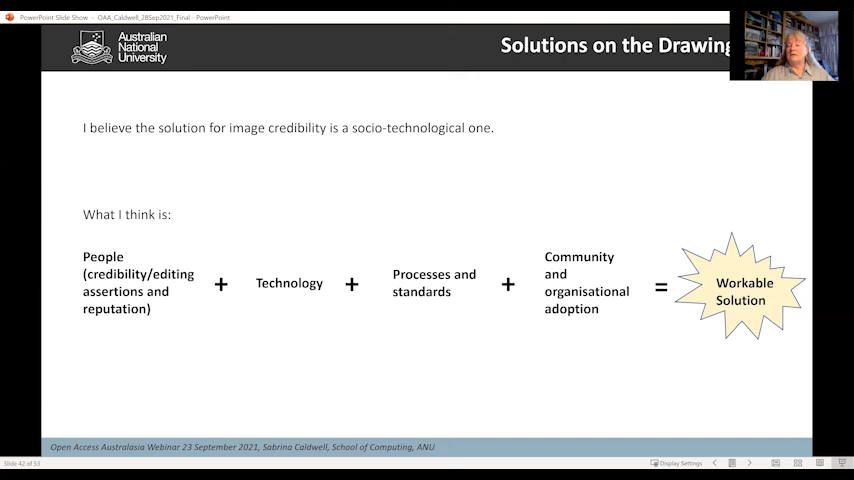 PowerPoint Slide Show - OAA_Caldwell_28Sep2021_Final - PowerPoint
Australian
National
University
Solutions on the Drawing
I believe the solution for image credibility is a socio-technological one.
What I think is:
People
(credibility/editing
assertions and
reputation)
+
Technology
+
Processes and
standards
+
Community
and
organisational
adoption
=
Workable
Solution
Open Access Australasia Webinar 23 September 2021, Sabrina Caldwell, School of Computing, ANU
Slide 42 of 53
Display Settings